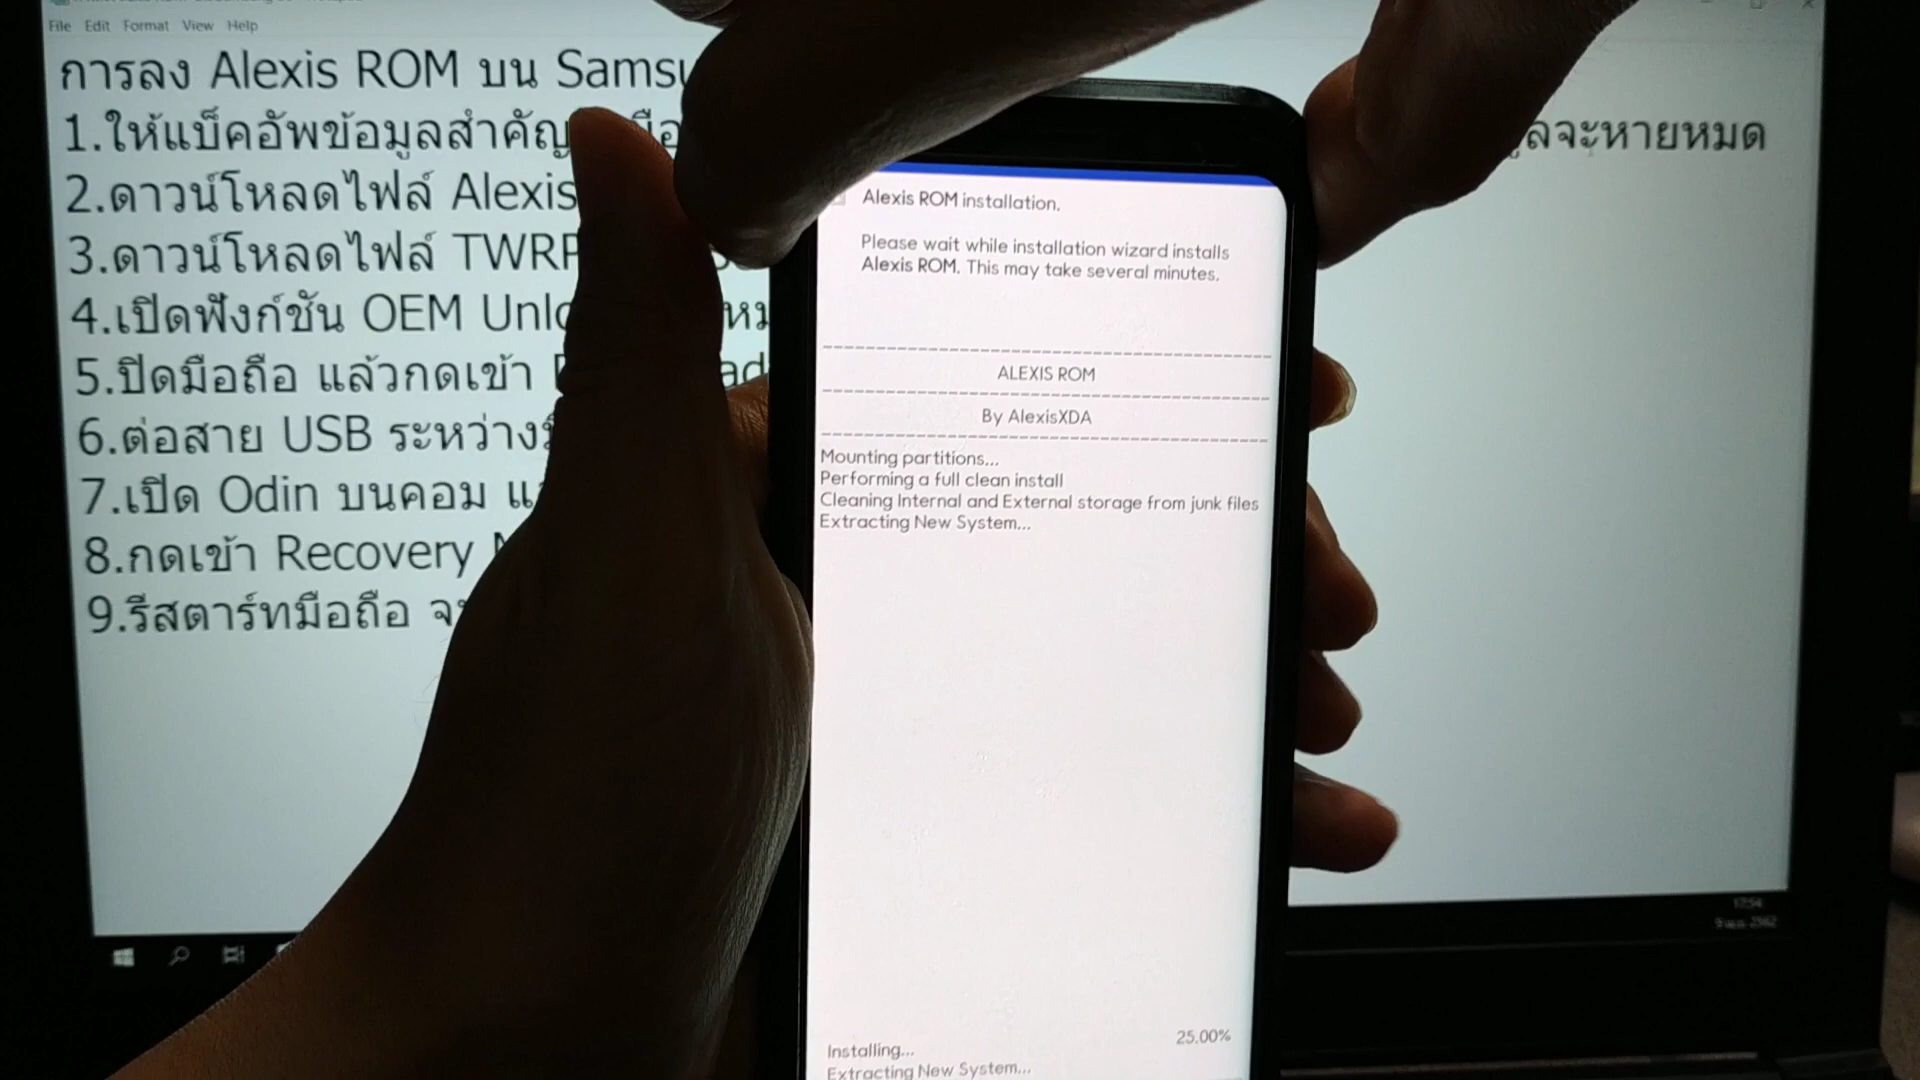 File Edit Format View Help
การลง Alexis ROM บน
1.ให้แบ็คอัพข้อมูลสำคัญ
จะหายหมด
2.ดาวน์โหลดไฟล์ Alexis
3.ดาวน์โหลดไฟล์
4.เปิดฟังก์ชัน OEM
5.ปิดมือถือ แล้วกดเข้า
6.ต่อสาย USB ระหว่าง
7.เปิด Odin บนคอม
8.กดเข้า Recovery
9.รีสตาร์ทมือถือ
Alexis ROM installation.
Please wait while installation wizard installs
Alexis ROM. This may take several minutes.
ALEXIS ROM
By AlexisXDA
Mounting partitions...
Performing a full clean install
Cleaning Internal and External storage from junk files
Extracting New System...
25.00%
Installing...
Extracting New System...
17:54